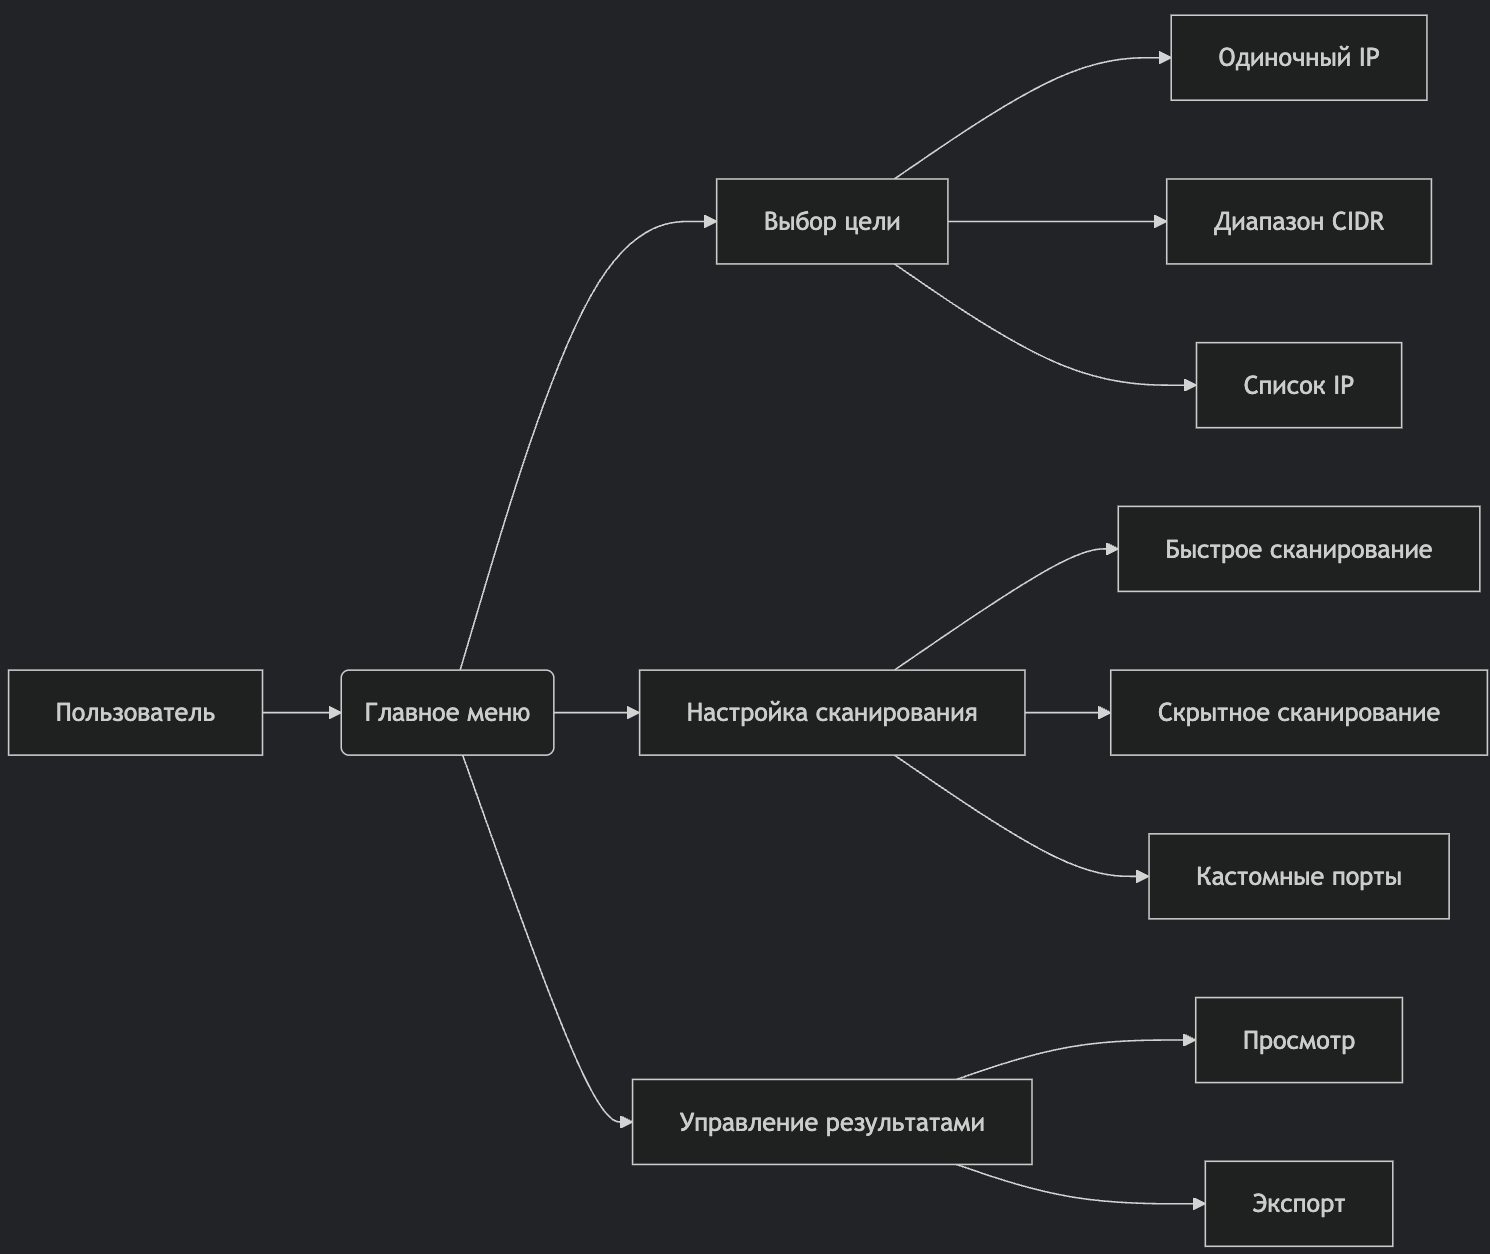 Одиночный IP
Выбор цели
Диапазон CIDR
Список IP
Быстрое сканирование
Пользователь
Главное меню
Настройка сканирования
Скрытное сканирование
Кастомные порты
Просмотр
Управление результатами
Экспорт